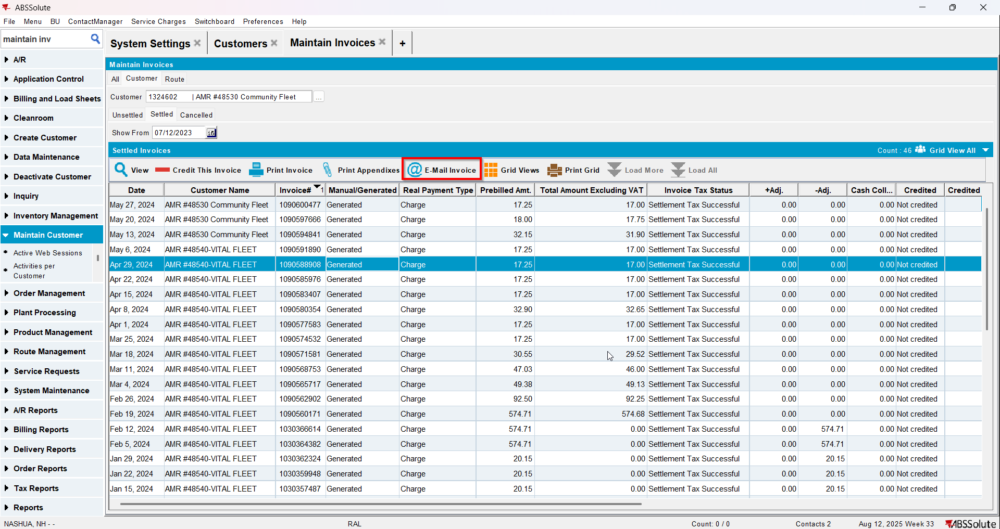 ABSSolute
File Menu BU ContactManager Service Charges Switchboard Preferences Help
maintain inv
System Settings Customers Maintain Invoices +
A/R
Application Control
Billing and Load Sheets
Cleanroom
Create Customer
Data Maintenance
Deactivate Customer
Inquiry
Inventory Management
Maintain Customer
Active Web Sessions
Activities per
Customer
Order Management
Plant Processing
Product Management
Route Management
Service Requests
System Maintenance
A/R Reports
Billing Reports
Delivery Reports
Order Reports
Tax Reports
Reports
Maintain Invoices
All Customer Route
Customer 1324602 | AMR #48530 Community Fleet ...
Unsettled Settled Cancelled
Show From 07/12/2023
Settled Invoices Count : 46 Grid View All
View Credit This Invoice Print Invoice Print Appendixes @ E-Mail Invoice Grid Views Print Grid Load More Load All
Date Customer Name Invoice# 1 Manual/Generated Real Payment Type Prebilled Amt. Total Amount Excluding VAT Invoice Tax Status +Adj. -Adj. Cash Coll... Credited Credited
May 27, 2024 AMR #48530 Community Fleet 1090600477 Generated Charge 17.25 17.00 Settlement Tax Successful 0.00 0.00 0.00 Not credited
May 20, 2024 AMR #48530 Community Fleet 1090597666 Generated Charge 18.00 17.75 Settlement Tax Successful 0.00 0.00 0.00 Not credited
May 13, 2024 AMR #48530 Community Fleet 1090594841 Generated Charge 32.15 31.90 Settlement Tax Successful 0.00 0.00 0.00 Not credited
May 6, 2024 AMR #48540-VITAL FLEET 1090591890 Generated Charge 17.25 17.00 Settlement Tax Successful 0.00 0.00 0.00 Not credited
Apr 29, 2024 AMR #48540-VITAL FLEET 1090588908 Generated Charge 17.25 17.00 Settlement Tax Successful 0.00 0.00 0.00 Not credited
Apr 22, 2024 AMR #48540-VITAL FLEET 1090585976 Generated Charge 17.25 17.00 Settlement Tax Successful 0.00 0.00 0.00 Not credited
Apr 15, 2024 AMR #48540-VITAL FLEET 1090583407 Generated Charge 17.25 17.00 Settlement Tax Successful 0.00 0.00 0.00 Not credited
Apr 8, 2024 AMR #48540-VITAL FLEET 1090580354 Generated Charge 32.90 32.65 Settlement Tax Successful 0.00 0.00 0.00 Not credited
Apr 1, 2024 AMR #48540-VITAL FLEET 1090577583 Generated Charge 17.25 17.00 Settlement Tax Successful 0.00 0.00 0.00 Not credited
Mar 25, 2024 AMR #48540-VITAL FLEET 1090574532 Generated Charge 17.25 17.00 Settlement Tax Successful 0.00 0.00 0.00 Not credited
Mar 18, 2024 AMR #48540-VITAL FLEET 1090571581 Generated Charge 30.55 29.52 Settlement Tax Successful 0.00 0.00 0.00 Not credited
Mar 11, 2024 AMR #48540-VITAL FLEET 1090568753 Generated Charge 47.03 46.00 Settlement Tax Successful 0.00 0.00 0.00 Not credited
Mar 4, 2024 AMR #48540-VITAL FLEET 1090565717 Generated Charge 49.38 49.13 Settlement Tax Successful 0.00 0.00 0.00 Not credited
Feb 26, 2024 AMR #48540-VITAL FLEET 1090562902 Generated Charge 92.50 92.25 Settlement Tax Successful 0.00 0.00 0.00 Not credited
Feb 19, 2024 AMR #48540-VITAL FLEET 1090560171 Generated Charge 574.71 574.68 Settlement Tax Successful 0.00 0.00 0.00 Not credited
Feb 12, 2024 AMR #48540-VITAL FLEET 1030366614 Generated Charge 574.71 0.00 Settlement Tax Successful 0.00 574.71 0.00 Not credited
Feb 5, 2024 AMR #48540-VITAL FLEET 1030364382 Generated Charge 574.71 0.00 Settlement Tax Successful 0.00 574.71 0.00 Not credited
Jan 29, 2024 AMR #48540-VITAL FLEET 1030362324 Generated Charge 20.15 0.00 Settlement Tax Successful 0.00 20.15 0.00 Not credited
Jan 22, 2024 AMR #48540-VITAL FLEET 1030359948 Generated Charge 20.15 0.00 Settlement Tax Successful 0.00 20.15 0.00 Not credited
Jan 15, 2024 AMR #48540-VITAL FLEET 1030357487 Generated Charge 20.15 0.00 Settlement Tax Successful 0.00 20.15 0.00 Not credited
NASHUA, NH - - RAL Count: 0 / 0 Contacts 2 Aug 12, 2025 Week 33 ABSSolute